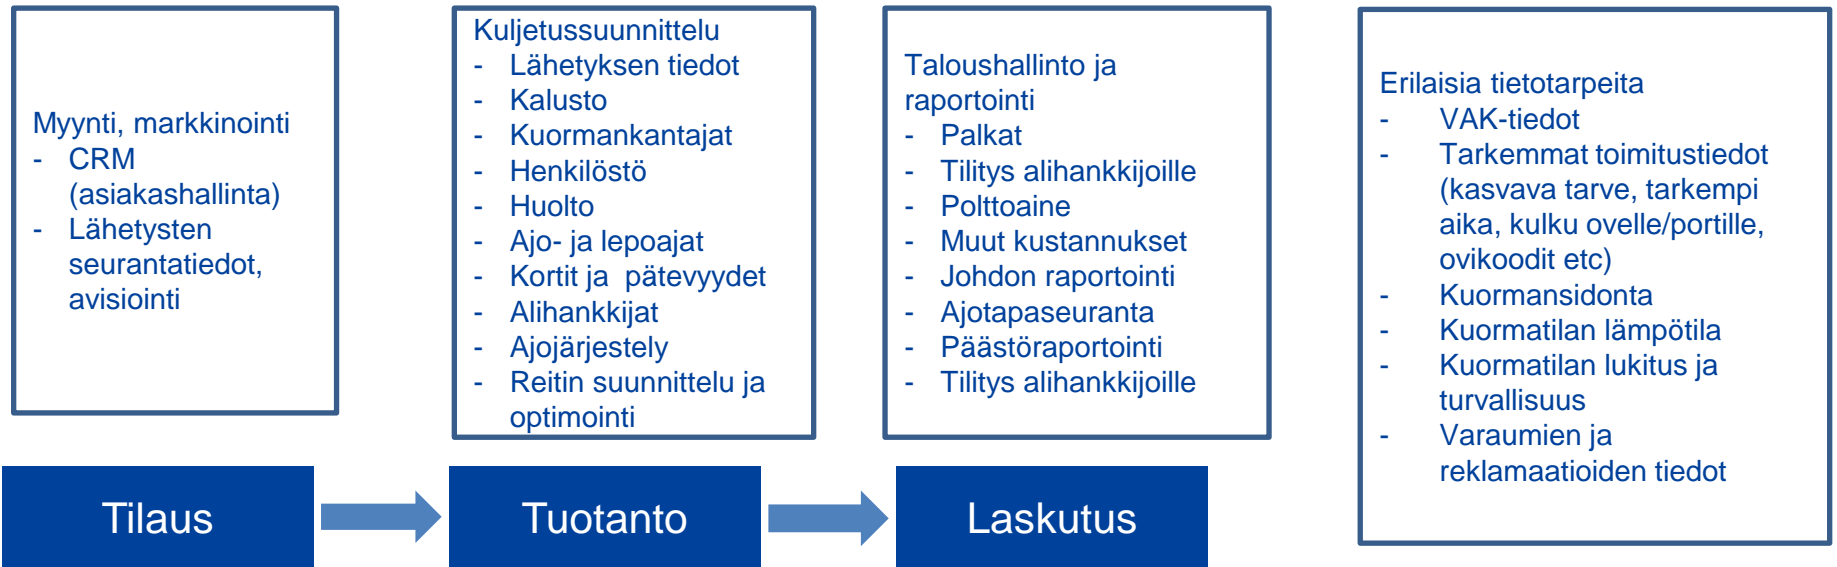 Myynti, markkinointi
- CRM
(asiakashallinta)
- Lähetysten
seurantatiedot,
avisiointi
Kuljetussuunnittelu
- Lähetyksen tiedot
- Kalusto
- Kuormankantajat
- Henkilöstö
- Huolto
- Ajo- ja lepoajat
- Kortit ja pätevyydet
- Alihankkijat
- Ajojärjestely
- Reitin suunnittelu ja
optimointi
Taloushallinto ja
raportointi
- Palkat
- Tilitys alihankkijoille
- Polttoaine
- Muut kustannukset
- Johdon raportointi
- Ajotapaseuranta
- Päästöraportointi
- Tilitys alihankkijoille
Erilaisia tietotarpeita
- VAK-tiedot
- Tarkemmat toimitustiedot
(kasvava tarve, tarkempi
aika, kulku ovelle/portille,
ovikoodit etc)
- Kuormansidonta
- Kuormatilan lämpötila
- Kuormatilan lukitus ja
turvallisuus
- Varaumien ja
reklamaatioiden tiedot
Tilaus
Tuotanto
Laskutus